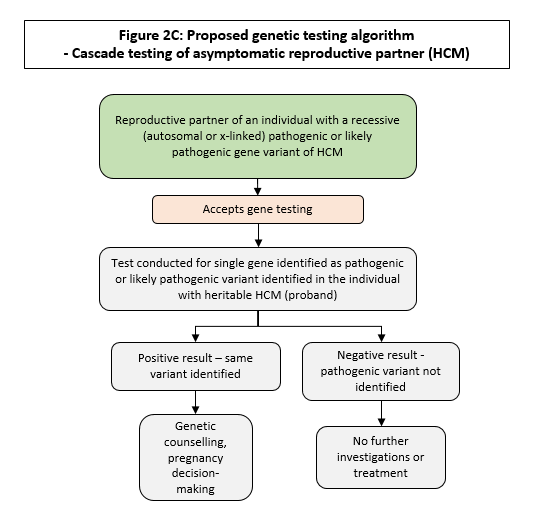 Figure 2C: Proposed genetic testing algorithm
- Cascade testing of asymptomatic reproductive partner (HCM)
Reproductive partner of an individual with a recessive
(autosomal or x-linked) pathogenic or likely
pathogenic gene variant of HCM
Accepts gene testing
Test conducted for single gene identified as pathogenic
or likely pathogenic variant identified in the individual
with heritable HCM (proband)
Positive result – same
variant identified
Negative result -
pathogenic variant not
identified
Genetic
counselling,
pregnancy
decision-
making
No further
investigations or
treatment